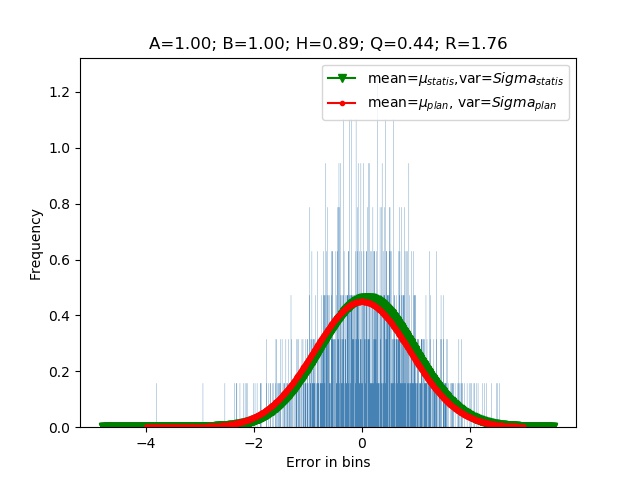 A=1.00; B=1.00; H=0.89; Q=0.44; R=1.76
mean=μstatis,var=Sigmastatis
mean=μplan, var=Sigmaplan
1.2
1.0
0.8
0.6
0.4
0.2
0.0
Frequency
−4 −2 0 2
Error in bins